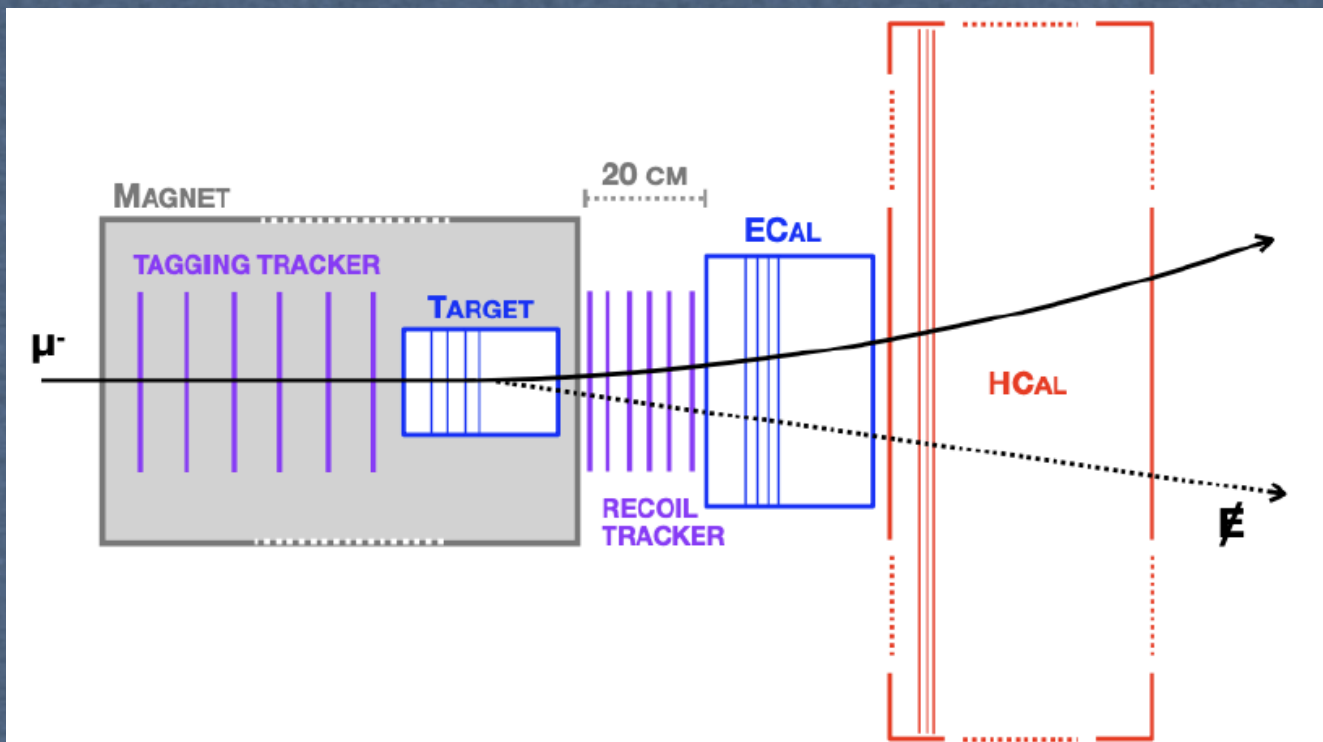 20 CM
MAGNET
ECAL
TAGGING TRACKER
TARGET
μ-
HCAL
RECOIL
TRACKER
E̸